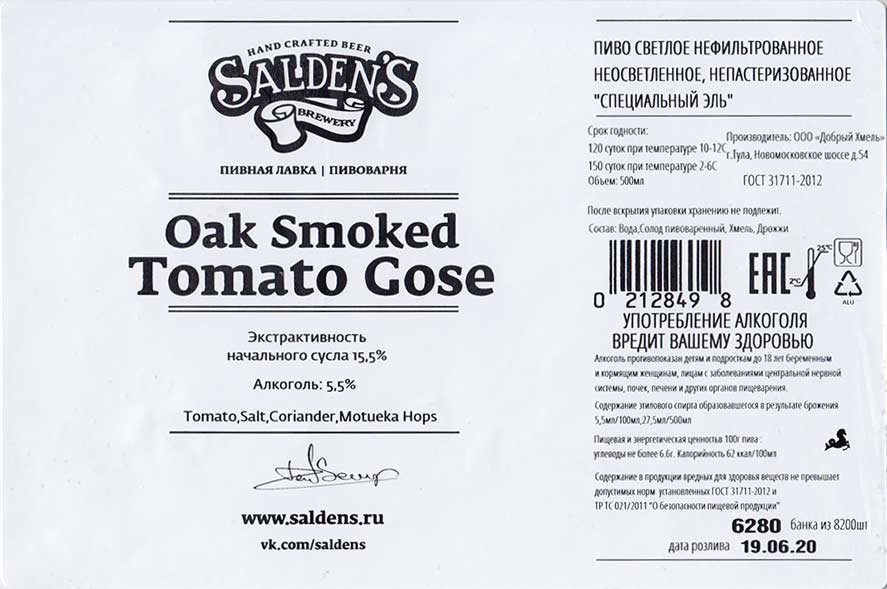 HAND CRAFTED BEER
SALDEN'S
BREWERY
ПИВНАЯ ЛАВКА | ПИВОВАРНЯ
Oak Smoked
Tomato Gose
Экстрактивность
начального сусла 15,5%
Алкоголь: 5,5%
Tomato,Salt,Coriander,Motueka Hops
www.saldens.ru
vk.com/saldens
ПИВО СВЕТЛОЕ НЕФИЛЬТРОВАННОЕ
НЕОСВЕТЛЕННОЕ, НЕПАСТЕРИЗОВАННОЕ
"СПЕЦИАЛЬНЫЙ ЭЛЬ"
Срок годности:
120 суток при температуре 10-12С
150 суток при температуре 2-6С
Объем: 500мл
Производитель: ООО «Добрый Хмель»
г.Тула, Новомосковское шоссе д.54
ГОСТ 31711-2012
После вскрытия упаковки хранению не подлежит.
Состав: Вода,Солод пивоваренный, Хмель, Дрожжи
0 212849 8
EAC
25°C
2°C
ALU
УПОТРЕБЛЕНИЕ АЛКОГОЛЯ
ВРЕДИТ ВАШЕМУ ЗДОРОВЬЮ
Алкоголь противопоказан детям и подросткам до 18 лет беременным
и кормящим женщинам, лицам с заболеваниями центральной нервной
системы, почек, печени и других органов пищеварения.
Содержание этилового спирта образовавшегося в результате брожения
5,5мл/100мл,27,5мл/500мл
Пищевая и энергетическая ценностьв 100г пива :
углеводы не более 6.6г. Калорийность 62 ккал/100мл
Содержание в продукции вредных для здоровья веществ не превышает
допустимых норм установленных ГОСТ 31711-2012 и
ТР ТС 021/2011 "О безопасности пищевой продукции"
6280 банка из 8200шт
дата розлива 19.06.20